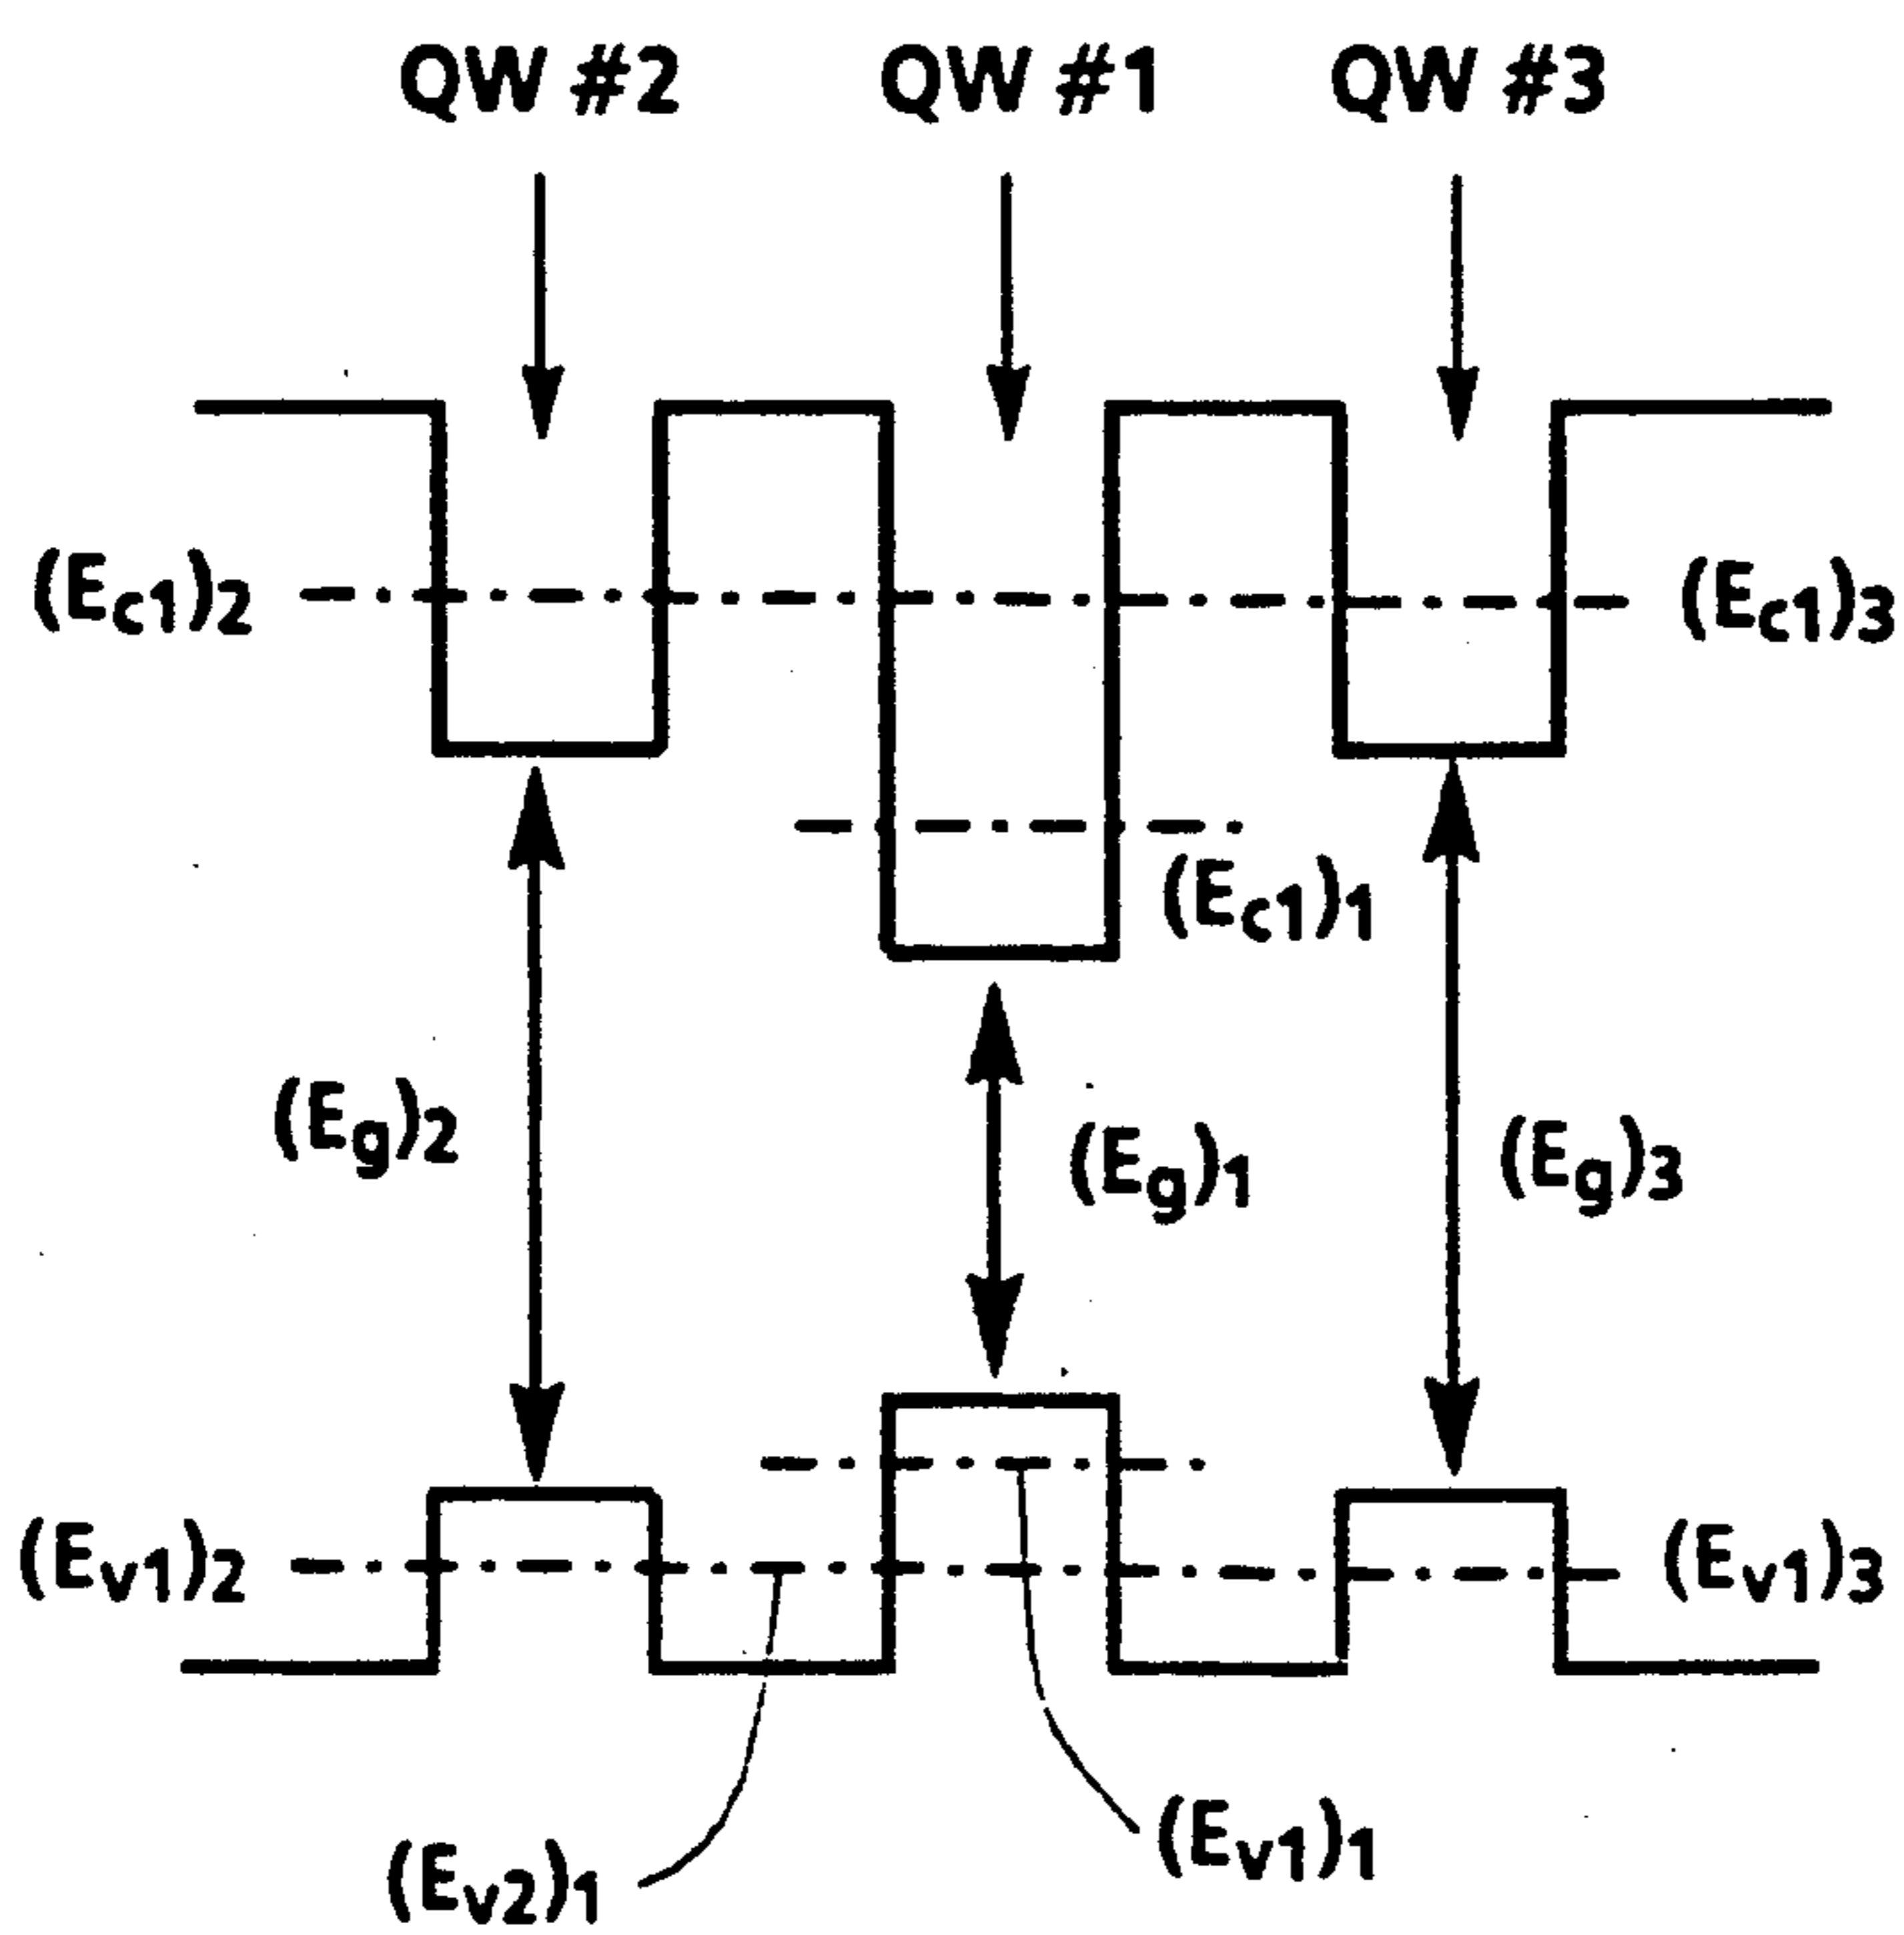 QW #2 QW #1 QW #3
(Ec1)2 (Ec1)3
(Ec1)1
(Eg)2 (Eg)1 (Eg)3
(Ev1)2 (Ev1)3
(Ev2)1 (Ev1)1